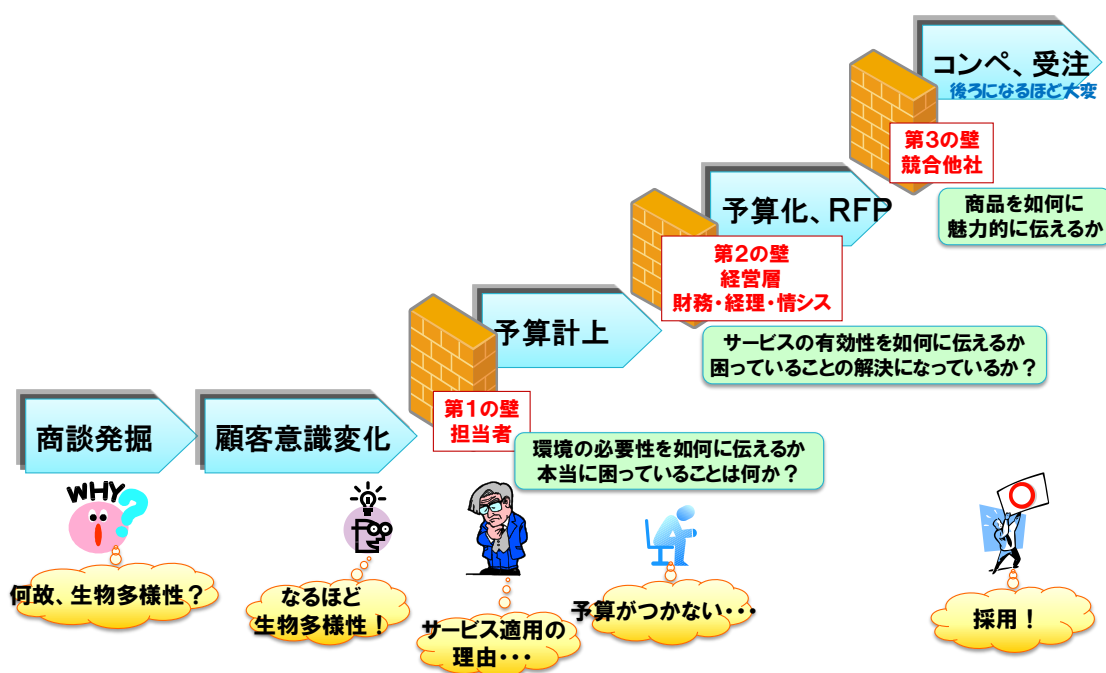 コンペ、受注
後ろになるほど大変
第3の壁
競合他社
商品を如何に
魅力的に伝えるか
予算化、RFP
第2の壁
経営層
財務・経理・情シス
サービスの有効性を如何に伝えるか
困っていることの解決になっているか？
予算計上
第1の壁
担当者
環境の必要性を如何に伝えるか
本当に困っていることは何か？
商談発掘
顧客意識変化
WHY
?
何故、生物多様性？
なるほど
生物多様性！
サービス適用の
理由・・・
予算がつかない・・・
採用！